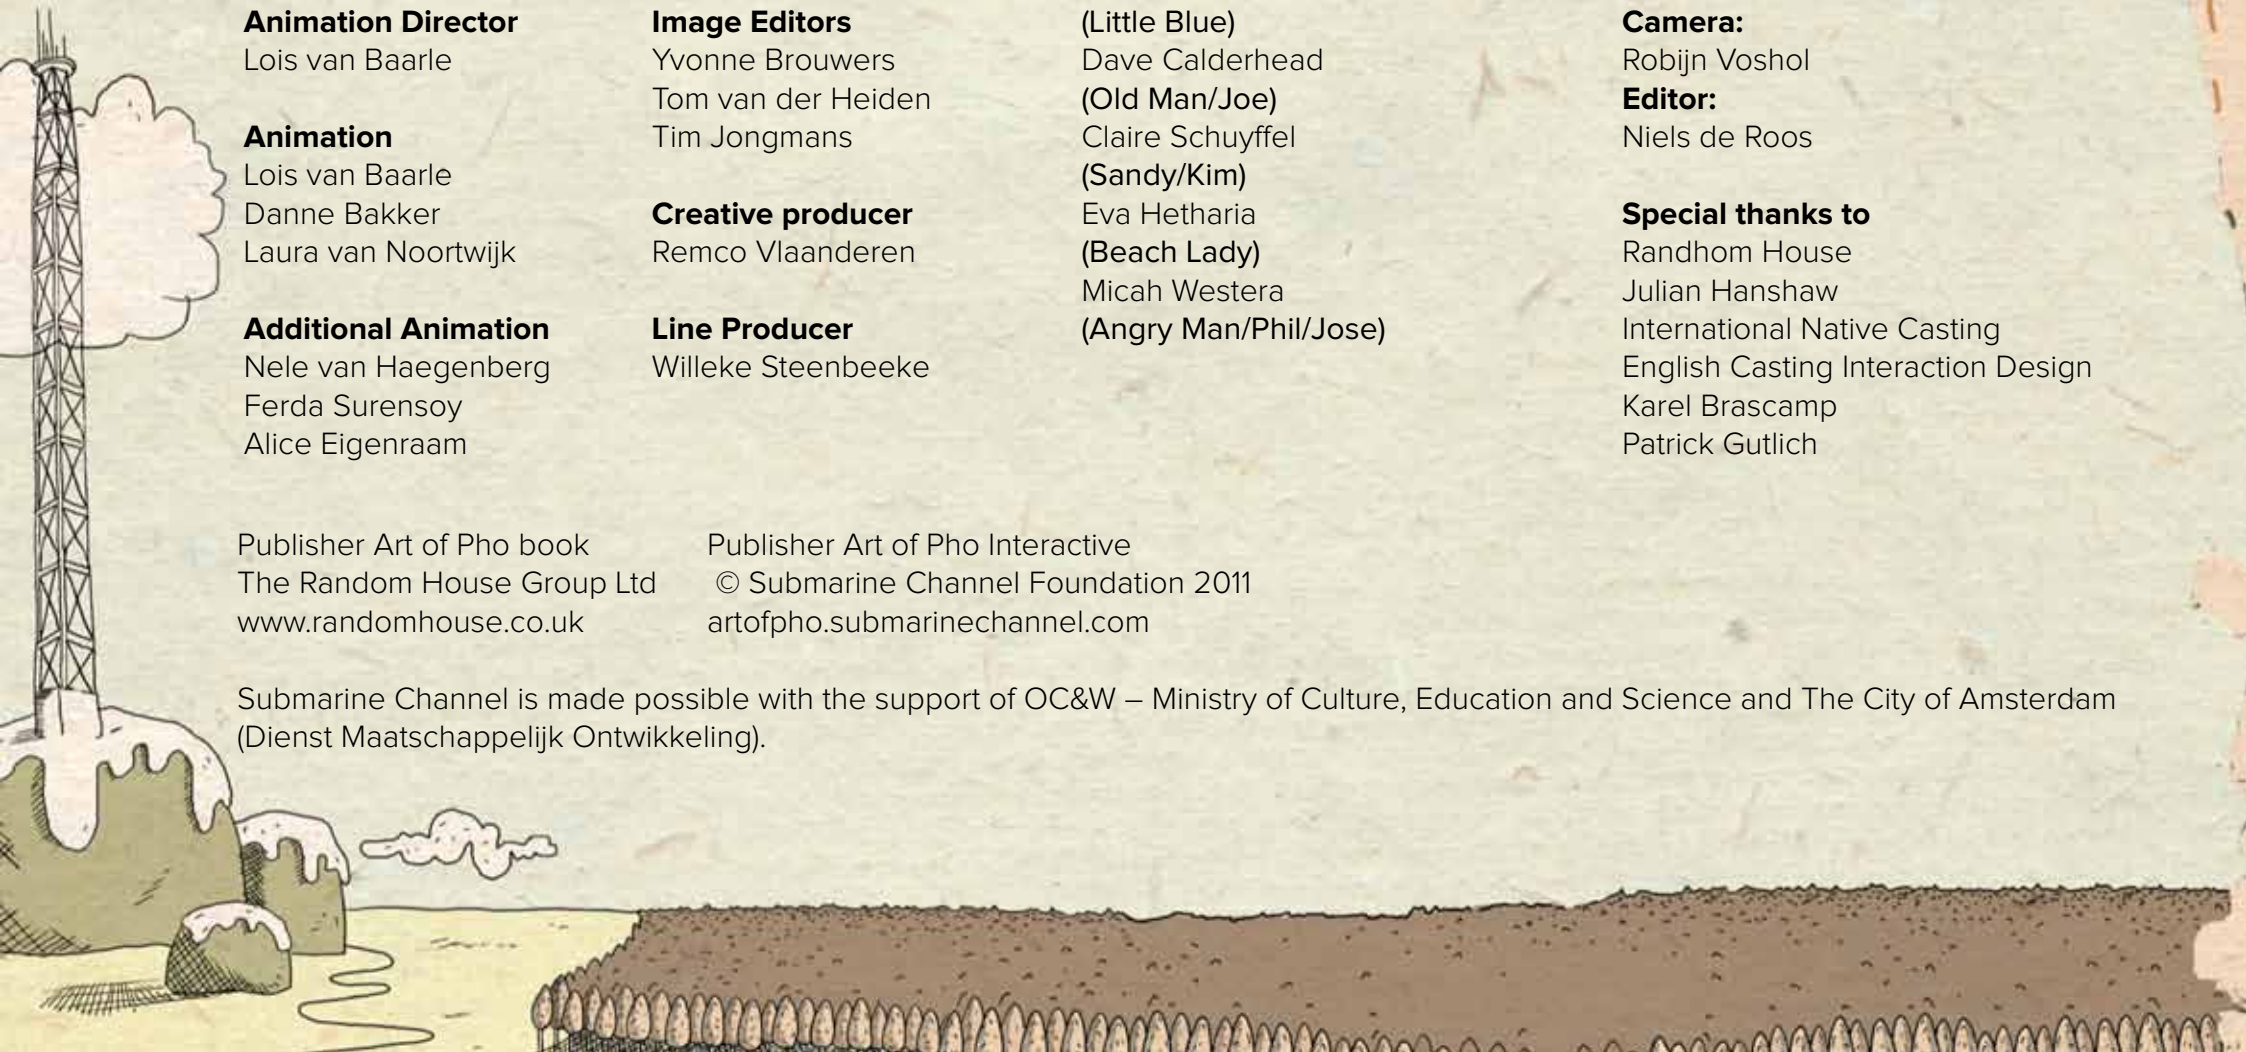 Animation Director
Lois van Baarle
Animation
Lois van Baarle
Danne Bakker
Laura van Noortwijk
Additional Animation
Nele van Haegenberg
Ferda Surensoy
Alice Eigenraam
Image Editors
Yvonne Brouwers
Tom van der Heiden
Tim Jongmans
Creative producer
Remco Vlaanderen
Line Producer
Willeke Steenbeeke
(Little Blue)
Dave Calderhead
(Old Man/Joe)
Claire Schuyffel
(Sandy/Kim)
Eva Hetharia
(Beach Lady)
Micah Westera
(Angry Man/Phil/Jose)
Camera:
Robijn Voshol
Editor:
Niels de Roos
Special thanks to
Randhom House
Julian Hanshaw
International Native Casting
English Casting Interaction Design
Karel Brascamp
Patrick Gutlich
Publisher Art of Pho book
The Random House Group Ltd
www.randomhouse.co.uk
Publisher Art of Pho Interactive
© Submarine Channel Foundation 2011
artofpho.submarinechannel.com
Submarine Channel is made possible with the support of OC&W – Ministry of Culture, Education and Science and The City of Amsterdam
(Dienst Maatschappelijk Ontwikkeling).